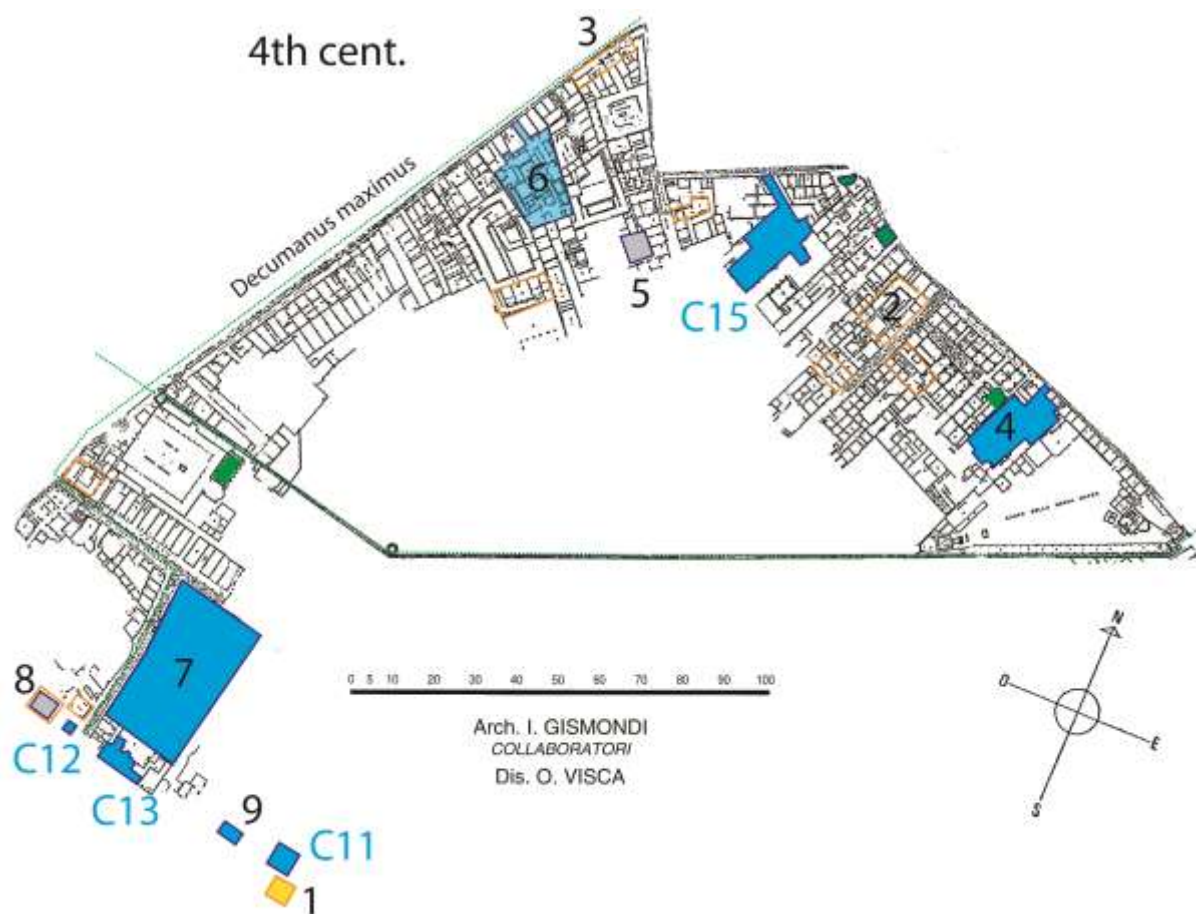 4th cent.
3
Decumanus maximus
6
5
C15
2
4
7
8
C12
C13
9
C11
1
0 5 10 20 30 40 50 60 70 80 90 100
Arch. I. GISMONDI
COLLABORATORI
Dis. O. VISCA
N
O
E
S